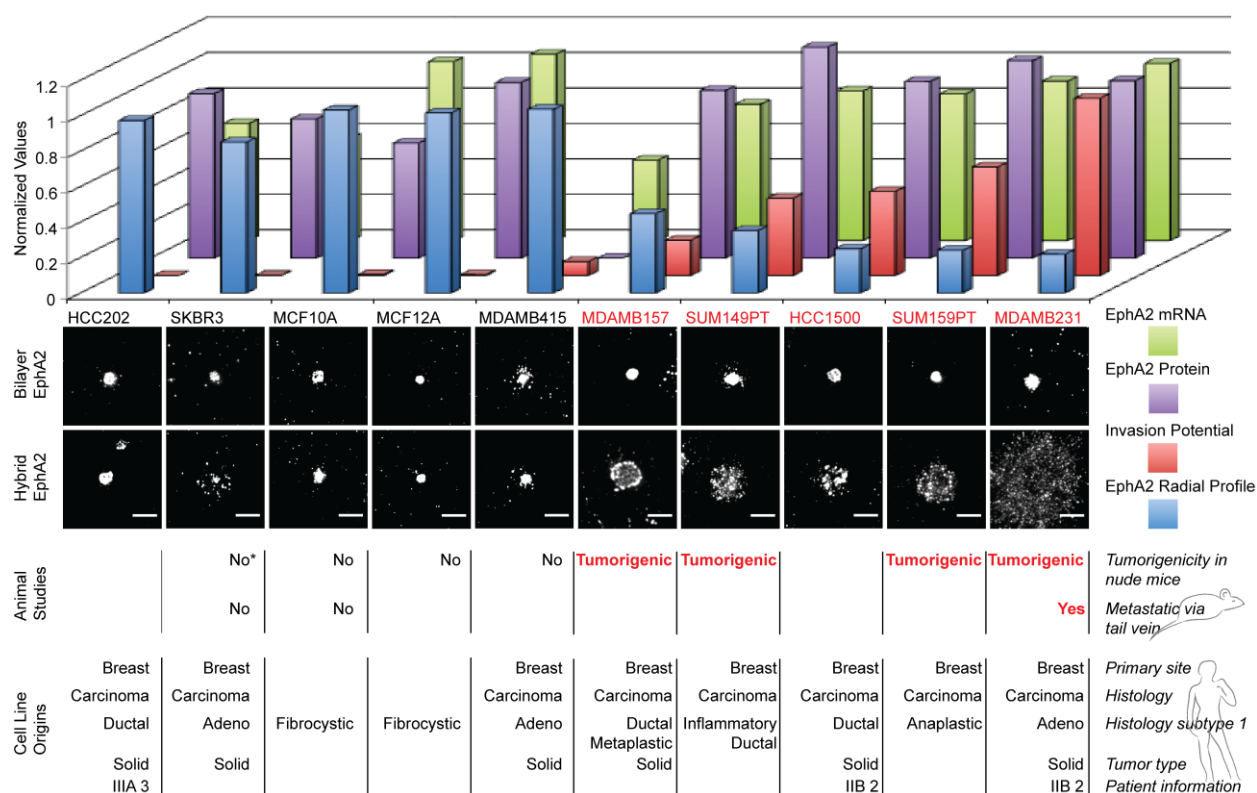 Normalized Values
1.2
1
0.8
0.6
0.4
0.2
0
HCC202 SKBR3 MCF10A MCF12A MDAMB415 MDAMB157 SUM149PT HCC1500 SUM159PT MDAMB231
EphA2 mRNA
EphA2 Protein
Invasion Potential
EphA2 Radial Profile
Bilayer
EphA2
Hybrid
EphA2
Animal
Studies
No* No No No Tumorigenic Tumorigenic Tumorigenic Tumorigenic Tumorigenicity in
nude mice
No No Yes Metastatic via
tail vein
Cell Line
Origins
Breast Breast Breast Breast Breast Breast Breast Breast Primary site
Carcinoma Carcinoma Carcinoma Carcinoma Carcinoma Carcinoma Carcinoma Carcinoma Histology
Ductal Adeno Fibrocystic Fibrocystic Adeno Ductal Inflammatory Ductal Anaplastic Adeno Histology subtype 1
Metaplastic Ductal
Solid Solid Solid Solid Solid Solid Tumor type
IIIA 3 IIB 2 IIB 2 Patient information